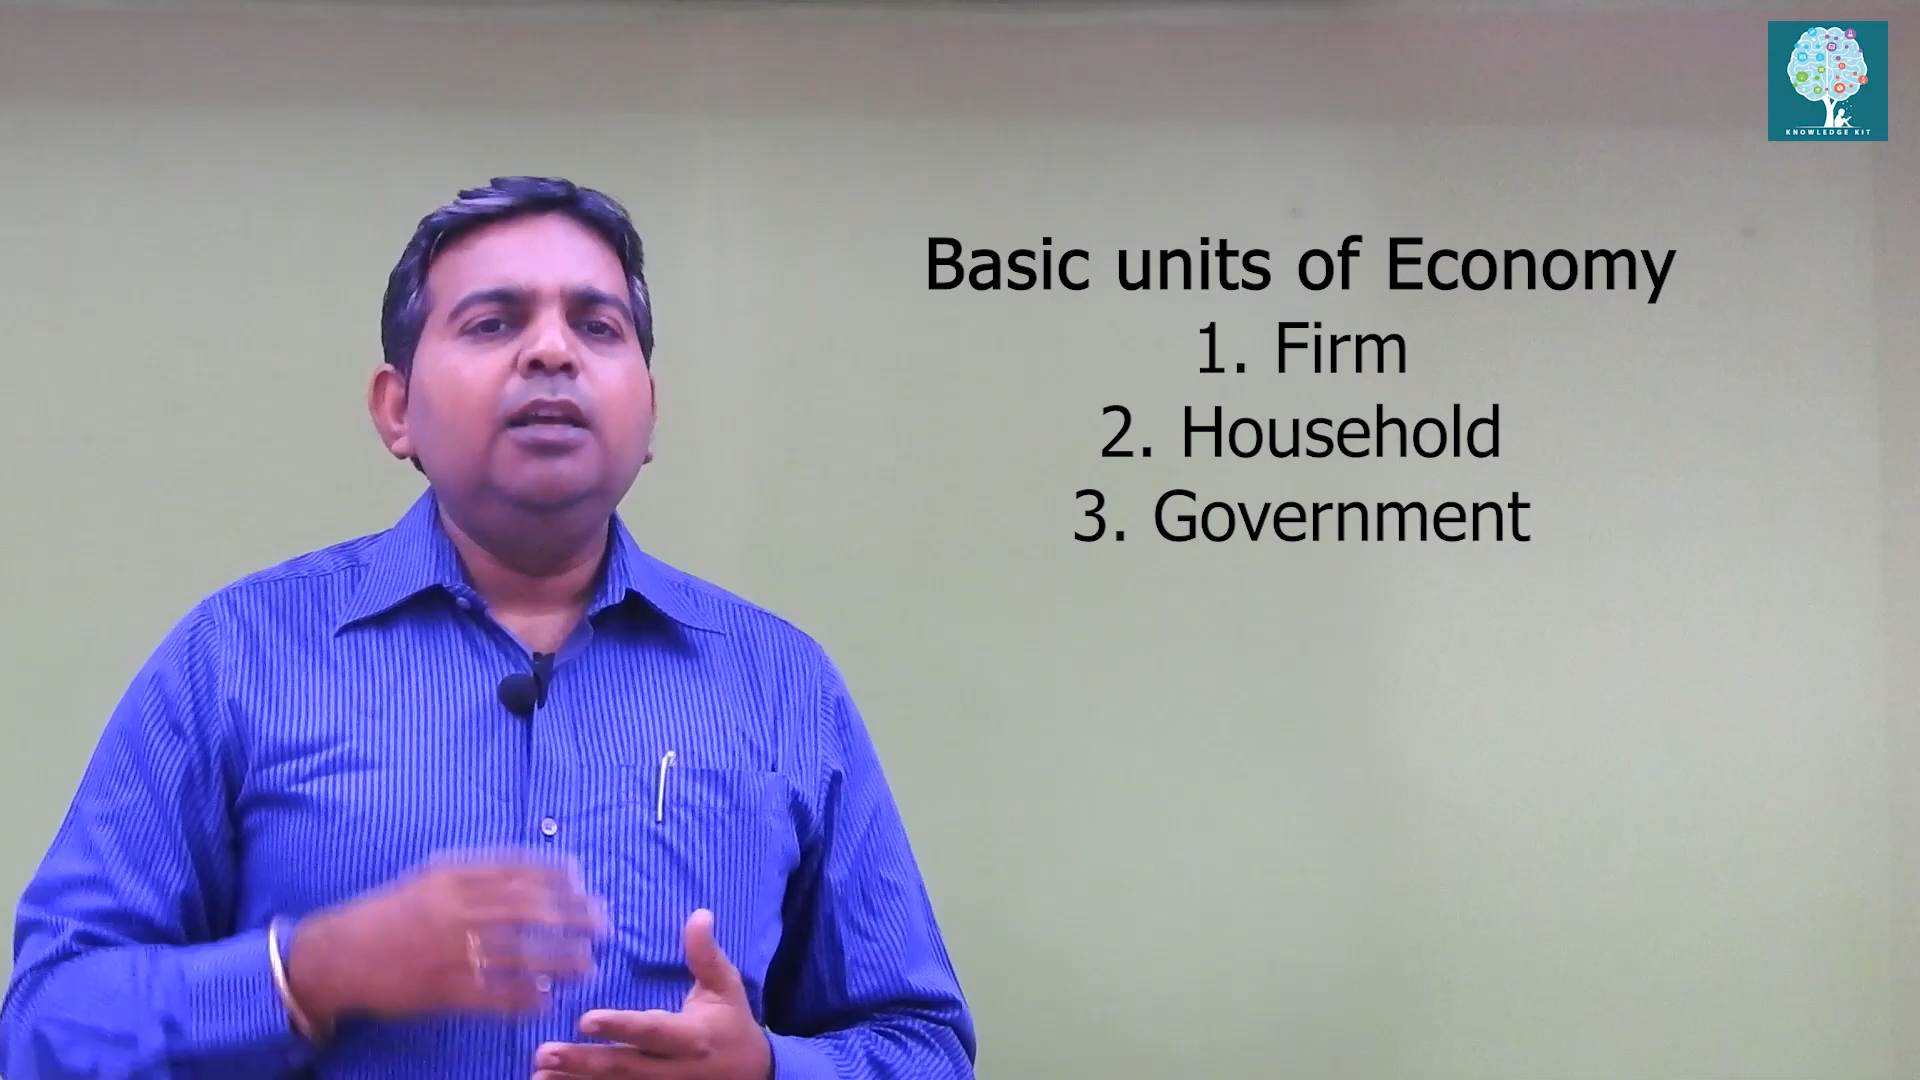 KNOWLEDGE KIT
Basic units of Economy
1. Firm
2. Household
3. Government